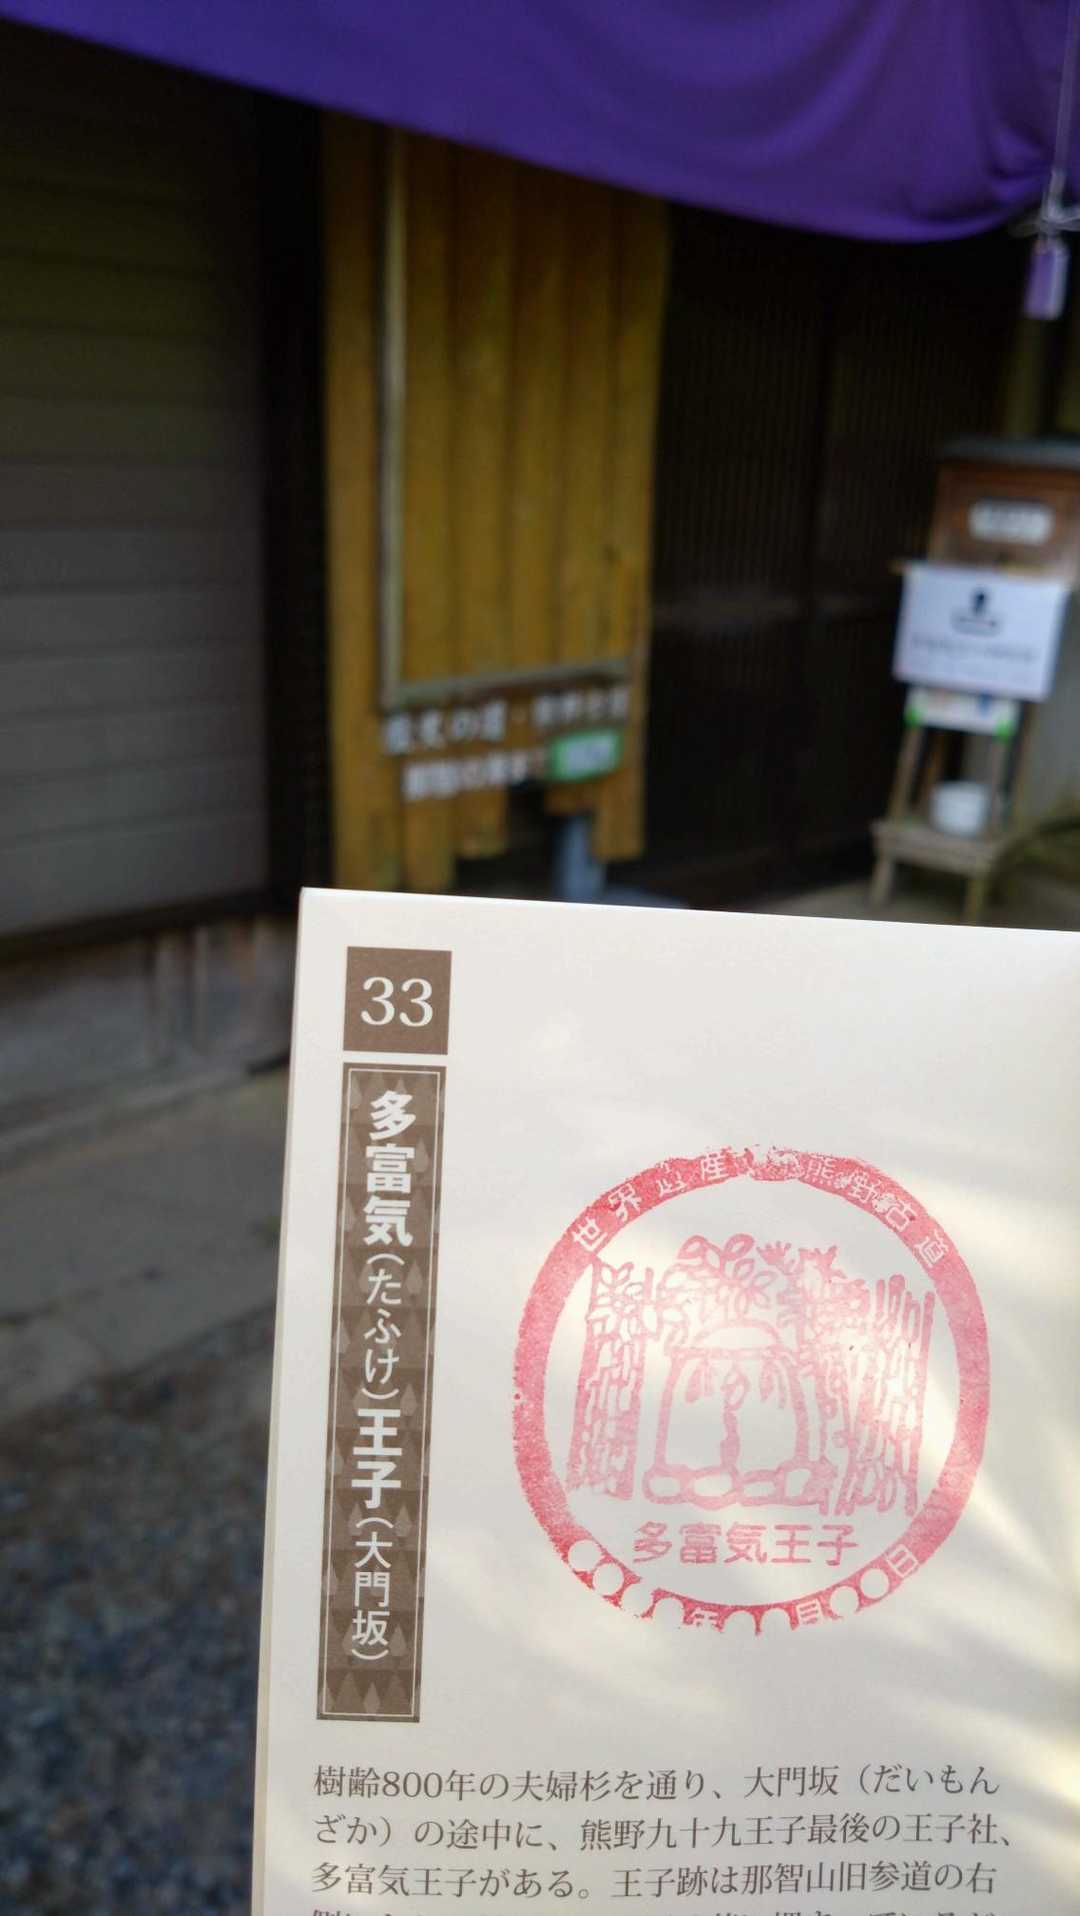 33
多富気(たふけ)王子(大門坂)
世界遺産 熊野古道
多富気王子
年 月 日
樹齢800年の夫婦杉を通り、大門坂（だいもん
ざか）の途中に、熊野九十九王子最後の王子社、
多富気王子がある。王子跡は那智山旧参道の右